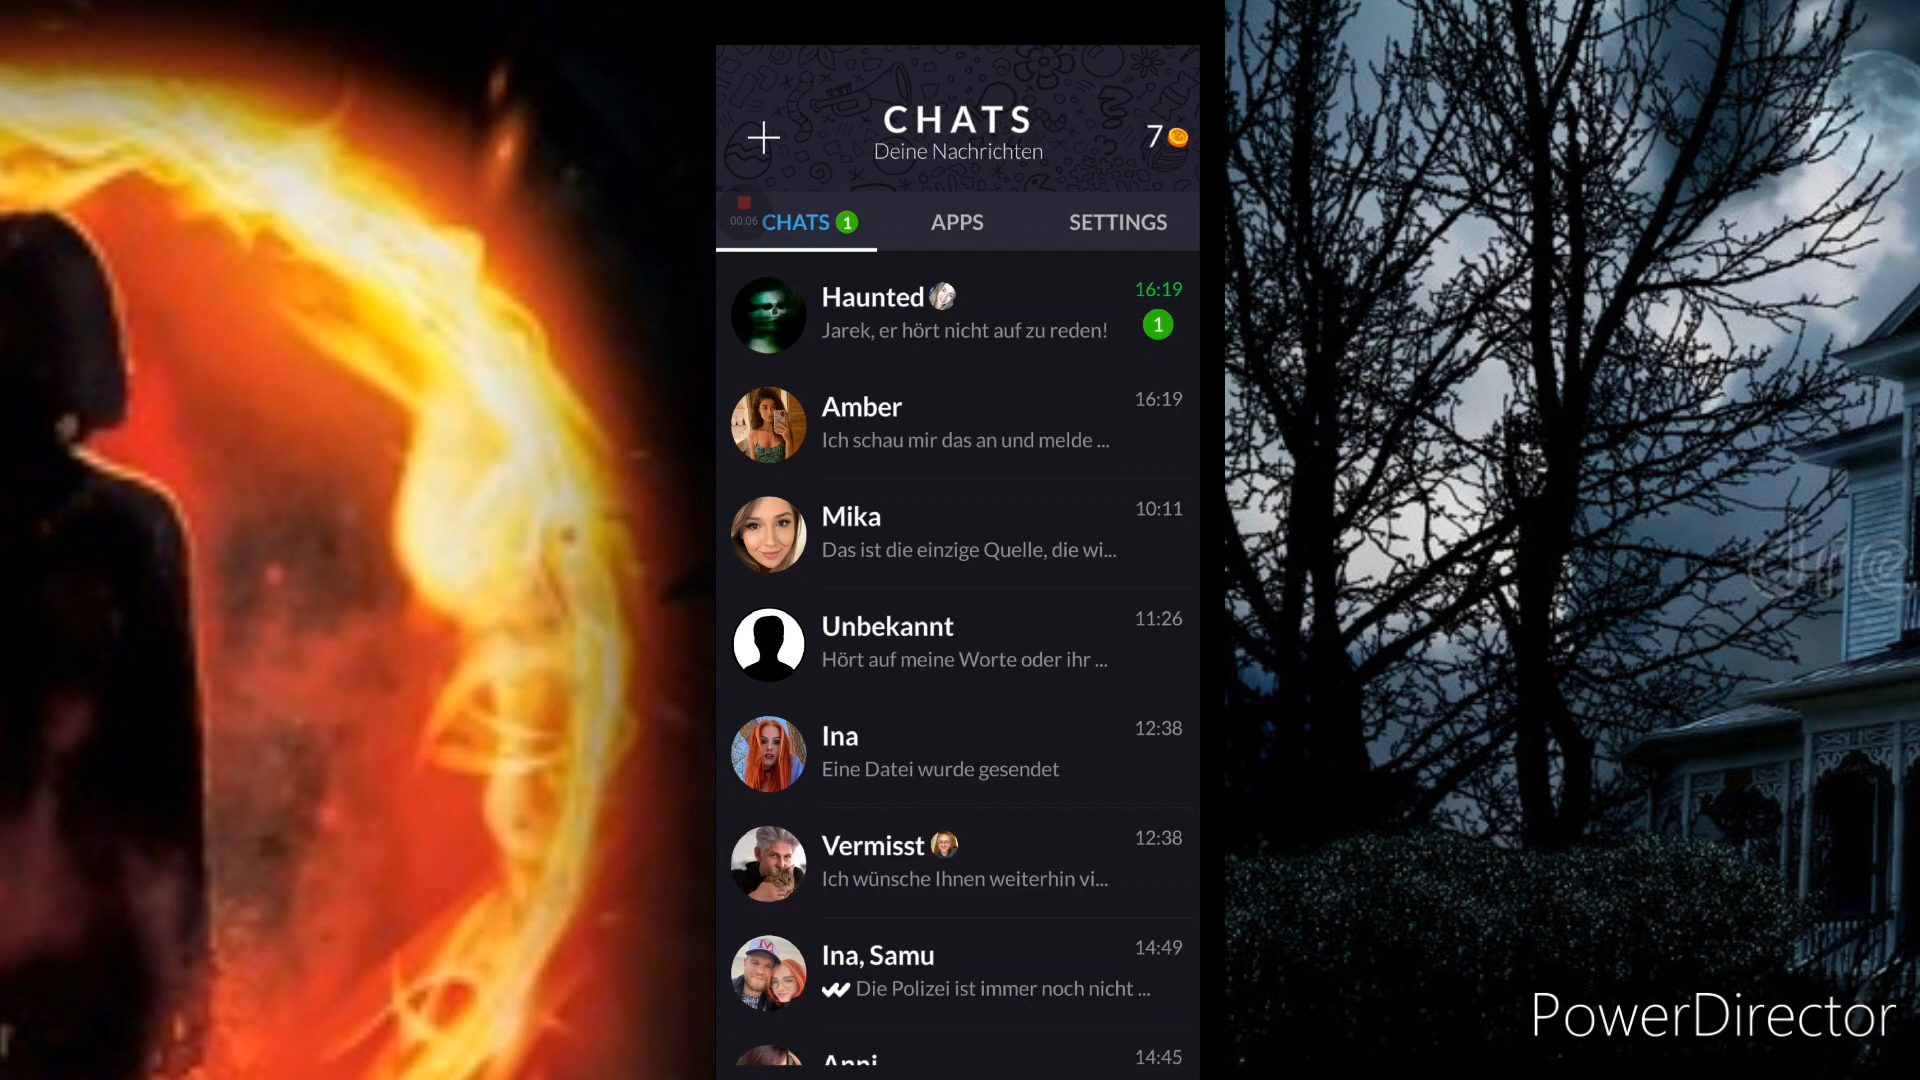 CHATS
Deine Nachrichten
7
00:06
CHATS 1
APPS
SETTINGS
Haunted
16:19
Jarek, er hört nicht auf zu reden!
1
Amber
16:19
Ich schau mir das an und melde ...
Mika
10:11
Das ist die einzige Quelle, die wi...
Unbekannt
11:26
Hört auf meine Worte oder ihr ...
Ina
12:38
Eine Datei wurde gesendet
Vermisst
12:38
Ich wünsche Ihnen weiterhin vi...
Ina, Samu
14:49
Die Polizei ist immer noch nicht ...
14:45
PowerDirector